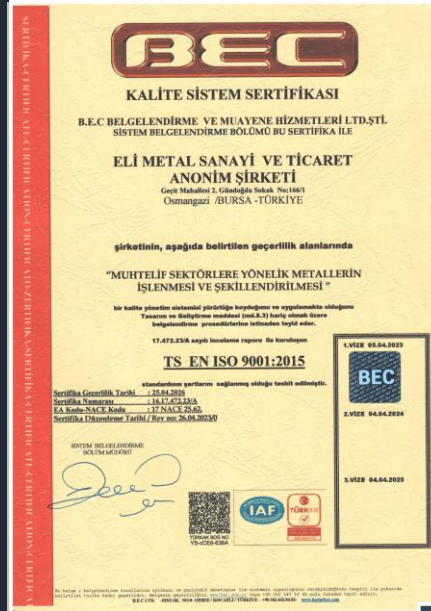 BEC
KALİTE SİSTEM SERTİFİKASI
B.E.C BELGELENDİRME VE MUAYENE HİZMETLERİ LTD.ŞTİ.
SİSTEM BELGELENDİRME BÖLÜMÜ BU SERTİFİKA İLE
ELİ METAL SANAYİ VE TİCARET
ANONİM ŞİRKETİ
Geçit Mahallesi 2. Gündoğdu Sokak No:166/1
Osmangazi /BURSA -TÜRKİYE
şirketinin, aşağıda belirtilen geçerlilik alanlarında
“MUHTELİF SEKTÖRLERE YÖNELİK METALLERİN
İŞLENMESİ VE ŞEKİLLENDİRİLMESİ ”
bir kalite yönetim sistemini yürürlüğe koyduğunu ve uygulamakta olduğunu
Tasarım ve Geliştirme maddesi (md.8.3) hariç olmak üzere
belgelendirme prosedürlerine istinaden teyid eder.
17.472.23/A sayılı inceleme raporu ile kuruluşun
TS EN ISO 9001:2015
standardının şartlarını sağlanmış olduğu tesbit edilmiştir.
Sertifika Geçerlilik Tarihi : 25.04.2026
Sertifika Numarası : 16.17.472.23/A
EA Kodu-NACE Kodu : 17 NACE 25.62.
Sertifika Düzenleme Tarihi / Rev no: 26.04.2023/0
1.VİZE 05.04.2023
BEC
2.VİZE 04.04.2024
3.VİZE 04.04.2025
SİSTEM BELGELENDİRME
BÖLÜM MÜDÜRÜ
IAF
TÜRKAK
TÜRKAK BDS NO
YS-cCE6-636A